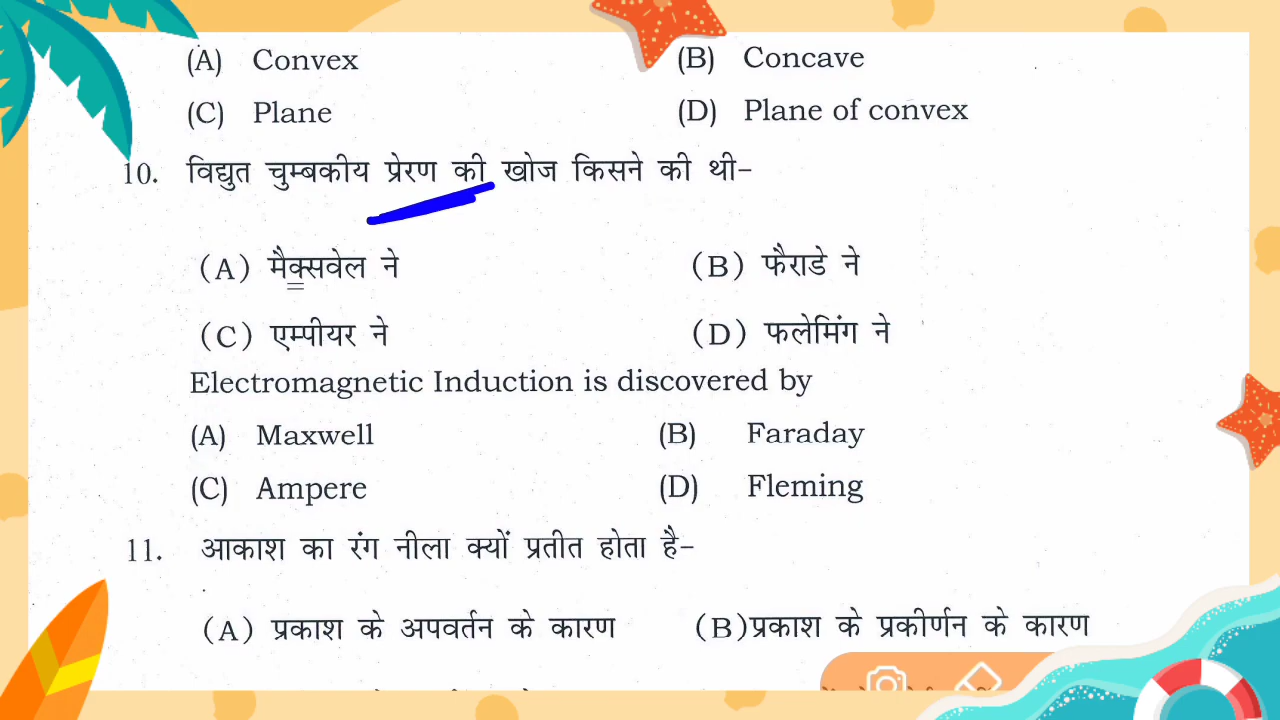 (A) Convex (B) Concave
(C) Plane (D) Plane of convex
10. विद्युत चुम्बकीय प्रेरण की खोज किसने की थी-
(A) मैक्सवेल ने (B) फैराडे ने
(C) एम्पीयर ने (D) फलेमिंग ने
Electromagnetic Induction is discovered by
(A) Maxwell (B) Faraday
(C) Ampere (D) Fleming
11. आकाश का रंग नीला क्यों प्रतीत होता है-
(A) प्रकाश के अपवर्तन के कारण (B)प्रकाश के प्रकीर्णन के कारण